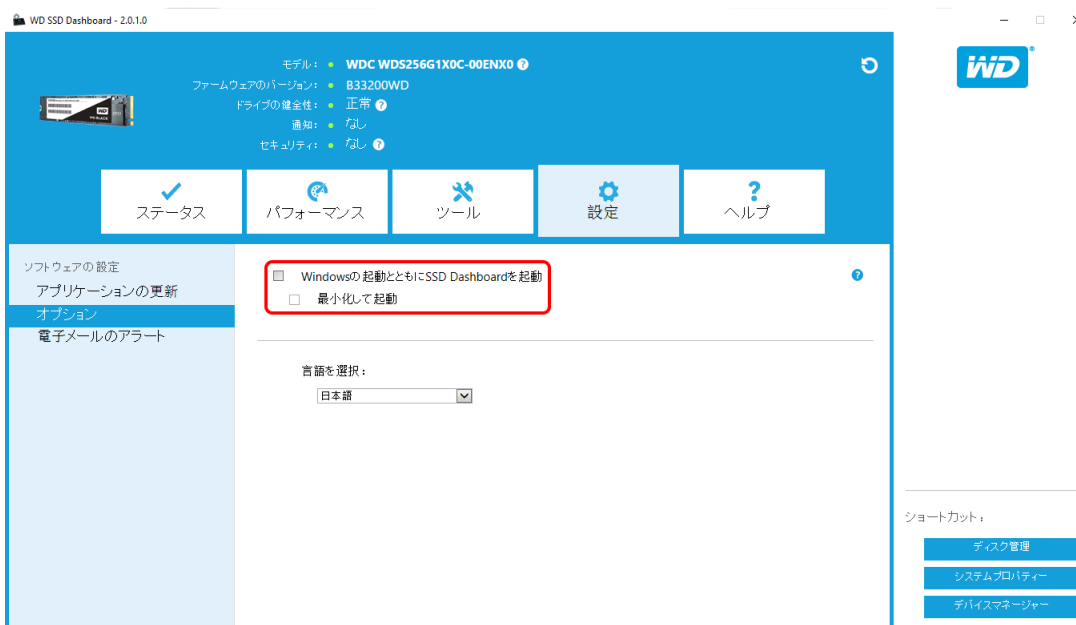 WD SSD Dashboard - 2.0.1.0
モデル: WDC WDS256G1X0C-00ENX0
ファームウェアのバージョン: B33200WD
ドライブの健全性: 正常
通知: なし
セキュリティ: なし
WD
ステータス
パフォーマンス
ツール
設定
ヘルプ
ソフトウェアの設定
アプリケーションの更新
オプション
電子メールのアラート
Windowsの起動とともにSSD Dashboardを起動
最小化して起動
言語を選択:
日本語
ショートカット:
ディスク管理
システムプロパティー
デバイスマネージャー